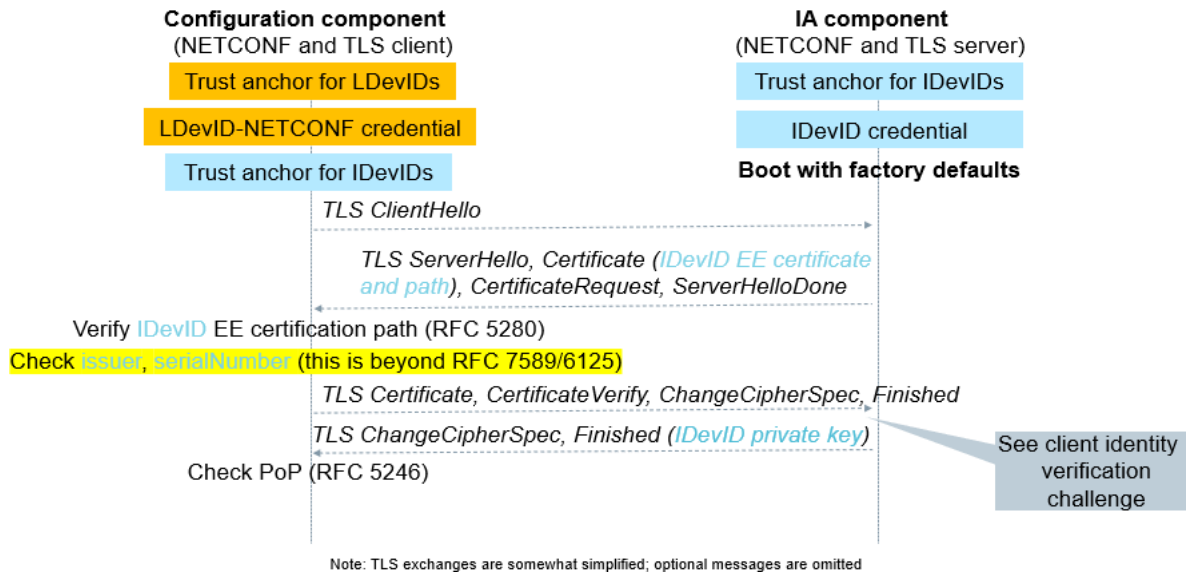 Configuration component
(NETCONF and TLS client)
IA component
(NETCONF and TLS server)
Trust anchor for LDevIDs
Trust anchor for IDevIDs
LDevID-NETCONF credential
IDevID credential
Trust anchor for IDevIDs
Boot with factory defaults
TLS ClientHello
TLS ServerHello, Certificate (IDevID EE certificate
and path), CertificateRequest, ServerHelloDone
Verify IDevID EE certification path (RFC 5280)
Check issuer, serialNumber (this is beyond RFC 7589/6125)
TLS Certificate, CertificateVerify, ChangeCipherSpec, Finished
TLS ChangeCipherSpec, Finished (IDevID private key)
Check PoP (RFC 5246)
See client identity
verification
challenge
Note: TLS exchanges are somewhat simplified; optional messages are omitted